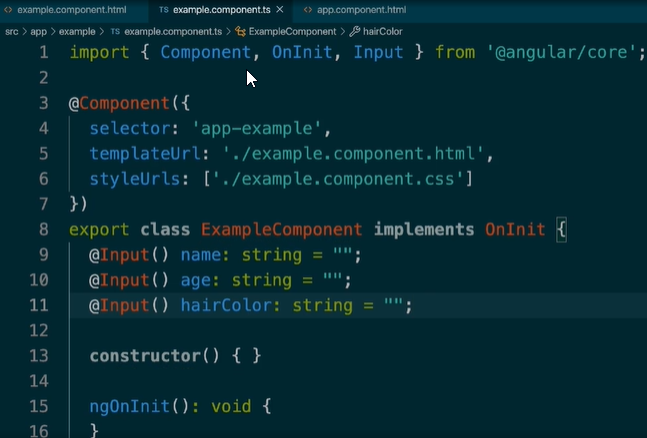 example.component.html TS example.component.ts × app.component.html
src > app > example > TS example.component.ts > ExampleComponent > hairColor
1 import { Component, OnInit, Input } from '@angular/core';
2
3 @Component({
4 selector: 'app-example',
5 templateUrl: './example.component.html',
6 styleUrls: ['./example.component.css']
7 })
8 export class ExampleComponent implements OnInit {
9 @Input() name: string = "";
10 @Input() age: string = "";
11 @Input() hairColor: string = "";
12
13 constructor() { }
14
15 ngOnInit(): void {
16 }